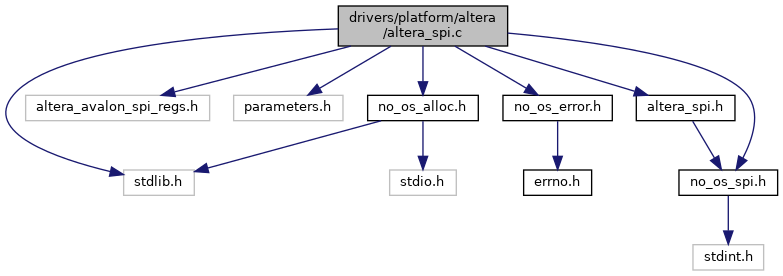 drivers/platform/altera
/altera_spi.c
altera_avalon_spi_regs.h
parameters.h
no_os_alloc.h
no_os_error.h
altera_spi.h
stdlib.h
stdio.h
errno.h
no_os_spi.h
stdint.h